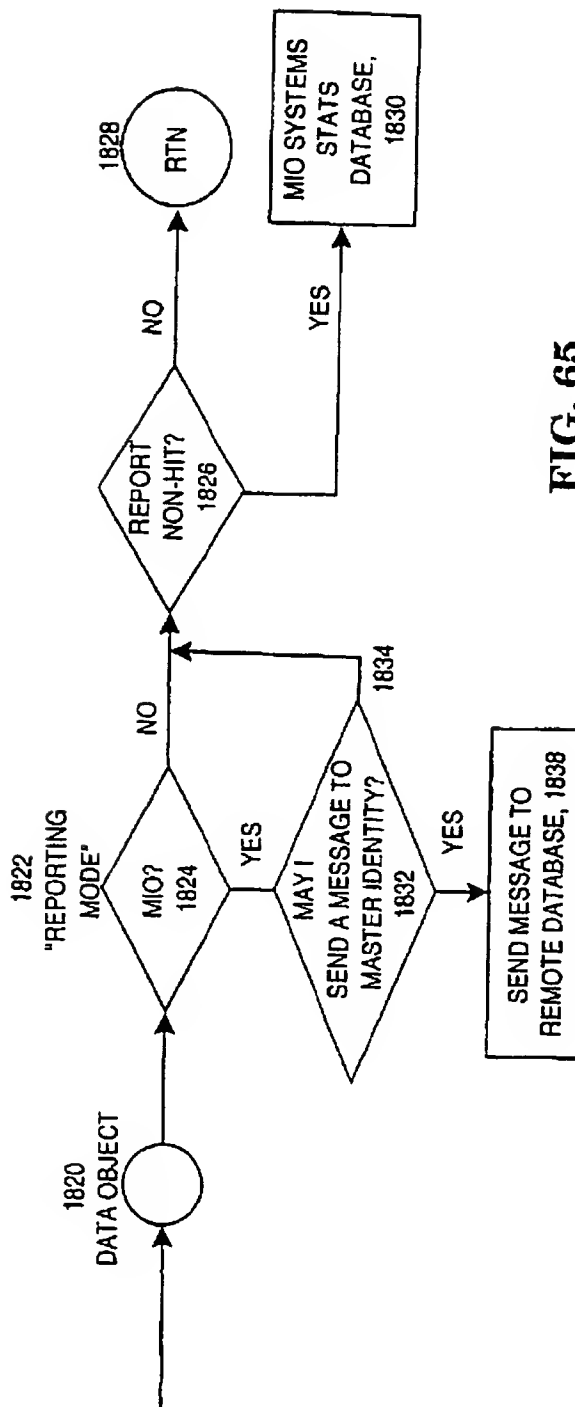 1820
DATA OBJECT
1822
"REPORTING
MODE"
MIO?
1824
NO
YES
MAY I
SEND A MESSAGE TO
MASTER IDENTITY?
1832
1834
YES
SEND MESSAGE TO
REMOTE DATABASE, 1838
REPORT
NON-HIT?
1826
NO
1828
RTN
YES
MIO SYSTEMS
STATS
DATABASE,
1830
FIG. 65